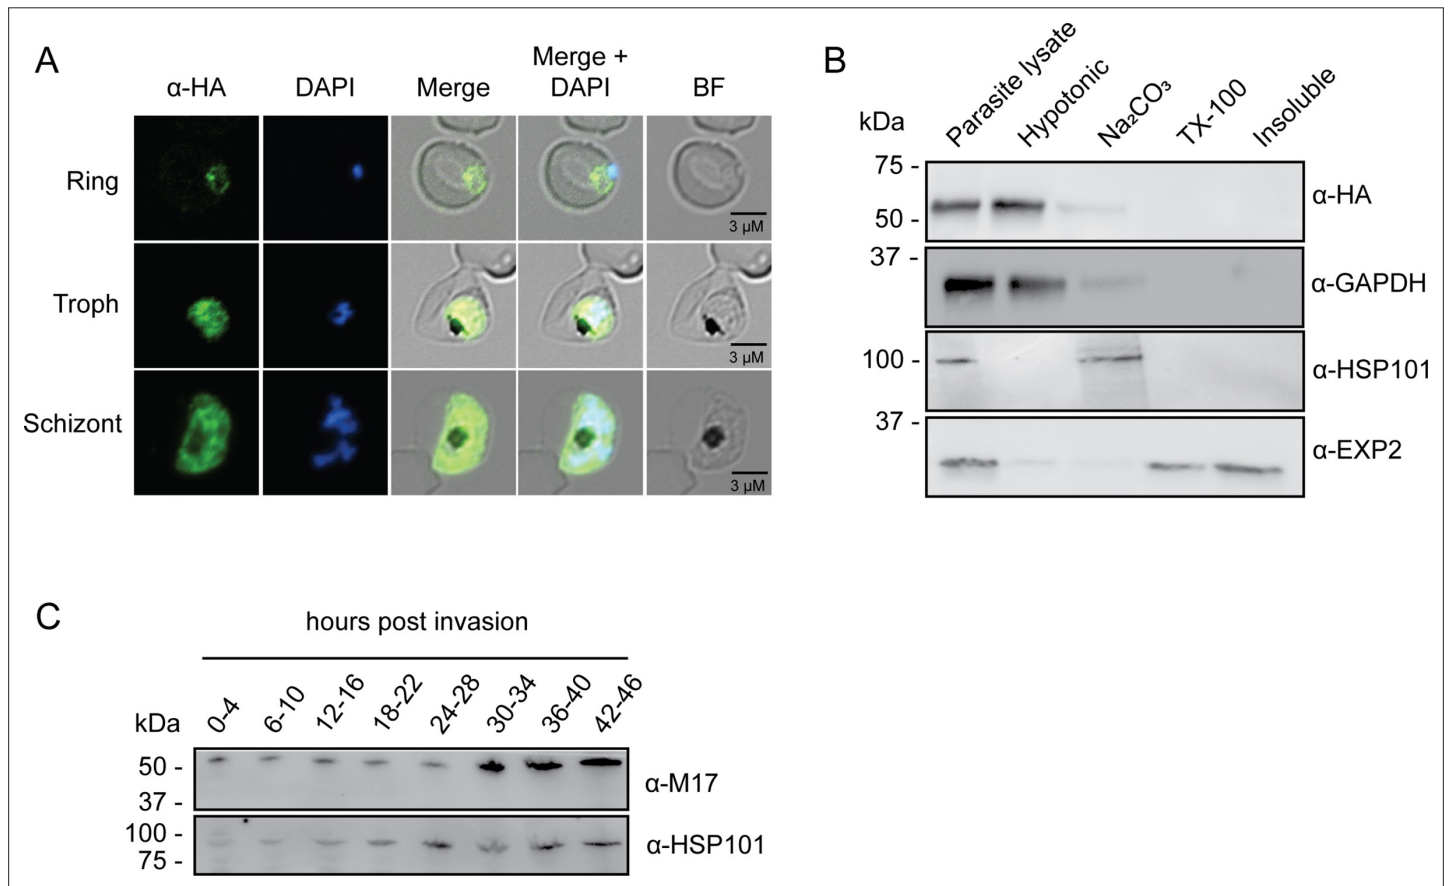 A
α-HA
DAPI
Merge
Merge +
DAPI
BF
Ring
3 µM
Troph
3 µM
Schizont
3 µM
B
kDa
Parasite lysate
Hypotonic
Na₂CO₃
TX-100
Insoluble
75 -
50 -
α-HA
37 -
α-GAPDH
100 -
α-HSP101
37 -
α-EXP2
C
hours post invasion
kDa
0-4
6-10
12-16
18-22
24-28
30-34
36-40
42-46
50 -
37 -
α-M17
100 -
75 -
α-HSP101